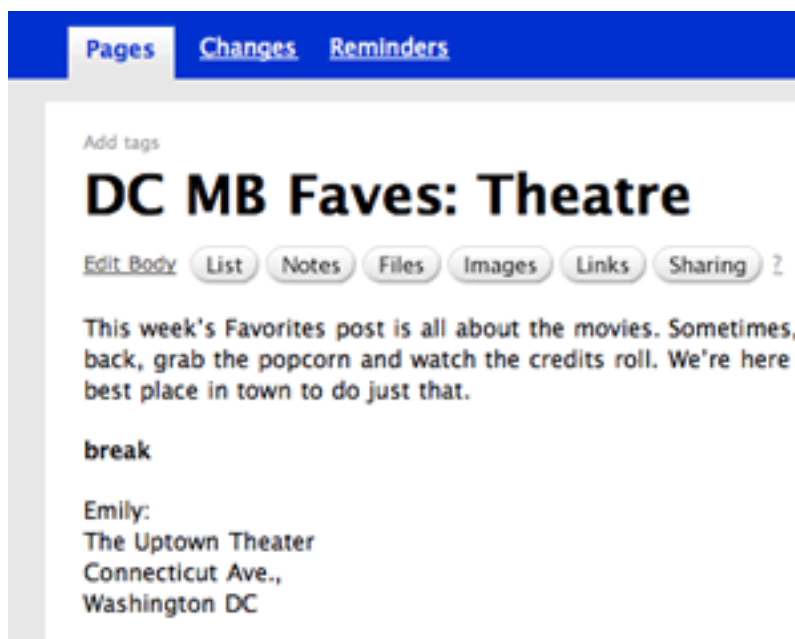 Pages Changes Reminders
Add tags
DC MB Faves: Theatre
Edit Body List Notes Files Images Links Sharing ?
This week's Favorites post is all about the movies. Sometimes,
back, grab the popcorn and watch the credits roll. We're here
best place in town to do just that.
break
Emily:
The Uptown Theater
Connecticut Ave.,
Washington DC